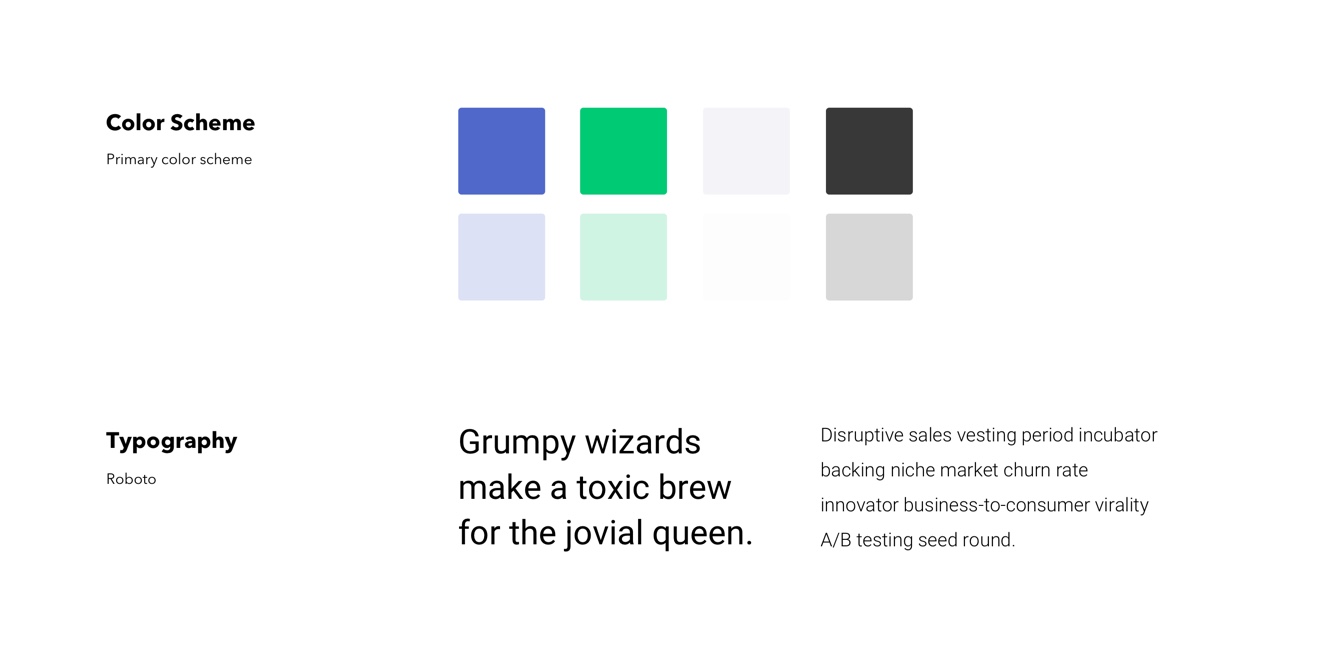 Color Scheme
Primary color scheme
Typography
Roboto
Grumpy wizards
make a toxic brew
for the jovial queen.
Disruptive sales vesting period incubator
backing niche market churn rate
innovator business-to-consumer virality
A/B testing seed round.